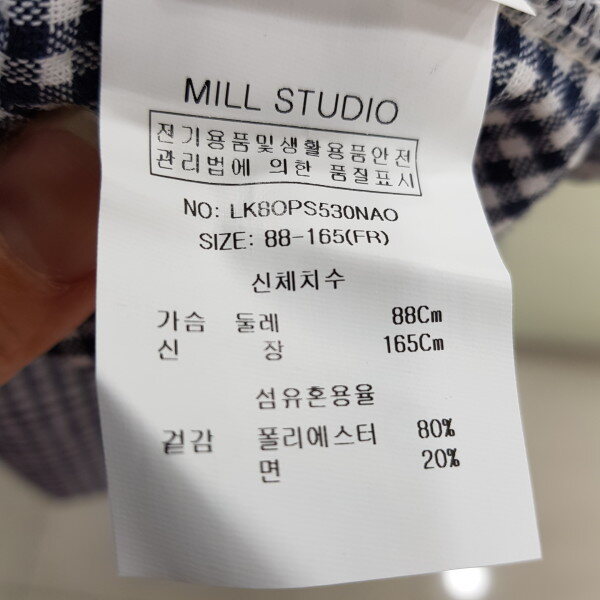 MILL STUDIO
전기용품및생활용품안전
관리법에 의한 품질표시
NO: LK8OPS530NAO
SIZE: 88-165(FR)
신체치수
가슴 둘레 88Cm
신 장 165Cm
섬유혼용율
겉감 폴리에스터 80%
면 20%